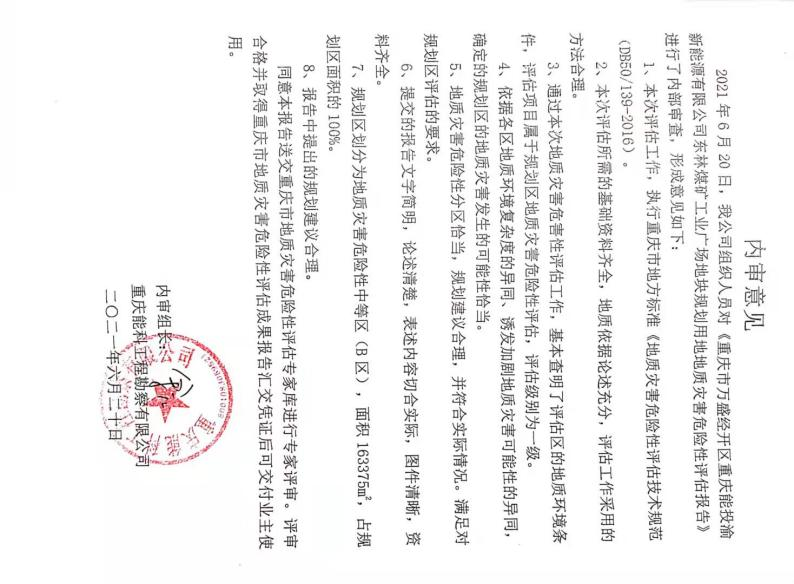 内审意见
2021 年 6 月 20 日，我公司组织人员对《重庆市万盛经开区重庆能投渝
新能源有限公司东林煤矿工业广场地块规划用地地质灾害危险性评估报告》
进行了内部审查，形成意见如下：
1、本次评估工作，执行重庆市地方标准《地质灾害危险性评估技术规范
(DB50/139-2016)》。
2、本次评估所需的基础资料齐全，地质依据论述充分，评估工作采用的
方法合理。
3、通过本次地质灾害危害性评估工作，基本查明了评估区的地质环境条
件，评估项目属于规划区地质灾害危险性评估，评估级别为一级。
4、依据各区地质环境复杂度的异同、诱发加剧地质灾害可能性的异同，
确定的规划区的地质灾害发生的可能性恰当。
5、地质灾害危险性分区恰当，规划建议合理，并符合实际情况。满足对
规划区评估的要求。
6、提交的报告文字简明，论述清楚，表述内容切合实际，图件清晰，资
料齐全。
7、规划区划分为地质灾害危险性中等区（B 区），面积 163375m²，占规
划区面积的 100%。
8、报告中提出的规划建议合理。
同意本报告送交重庆市地质灾害危险性评估专家库进行专家评审。评审
合格并取得重庆市地质灾害危险性评估成果报告汇交凭证后可交付业主使
用。
内审组长：
重庆能科工程勘察有限公司
二〇二一年六月二十日